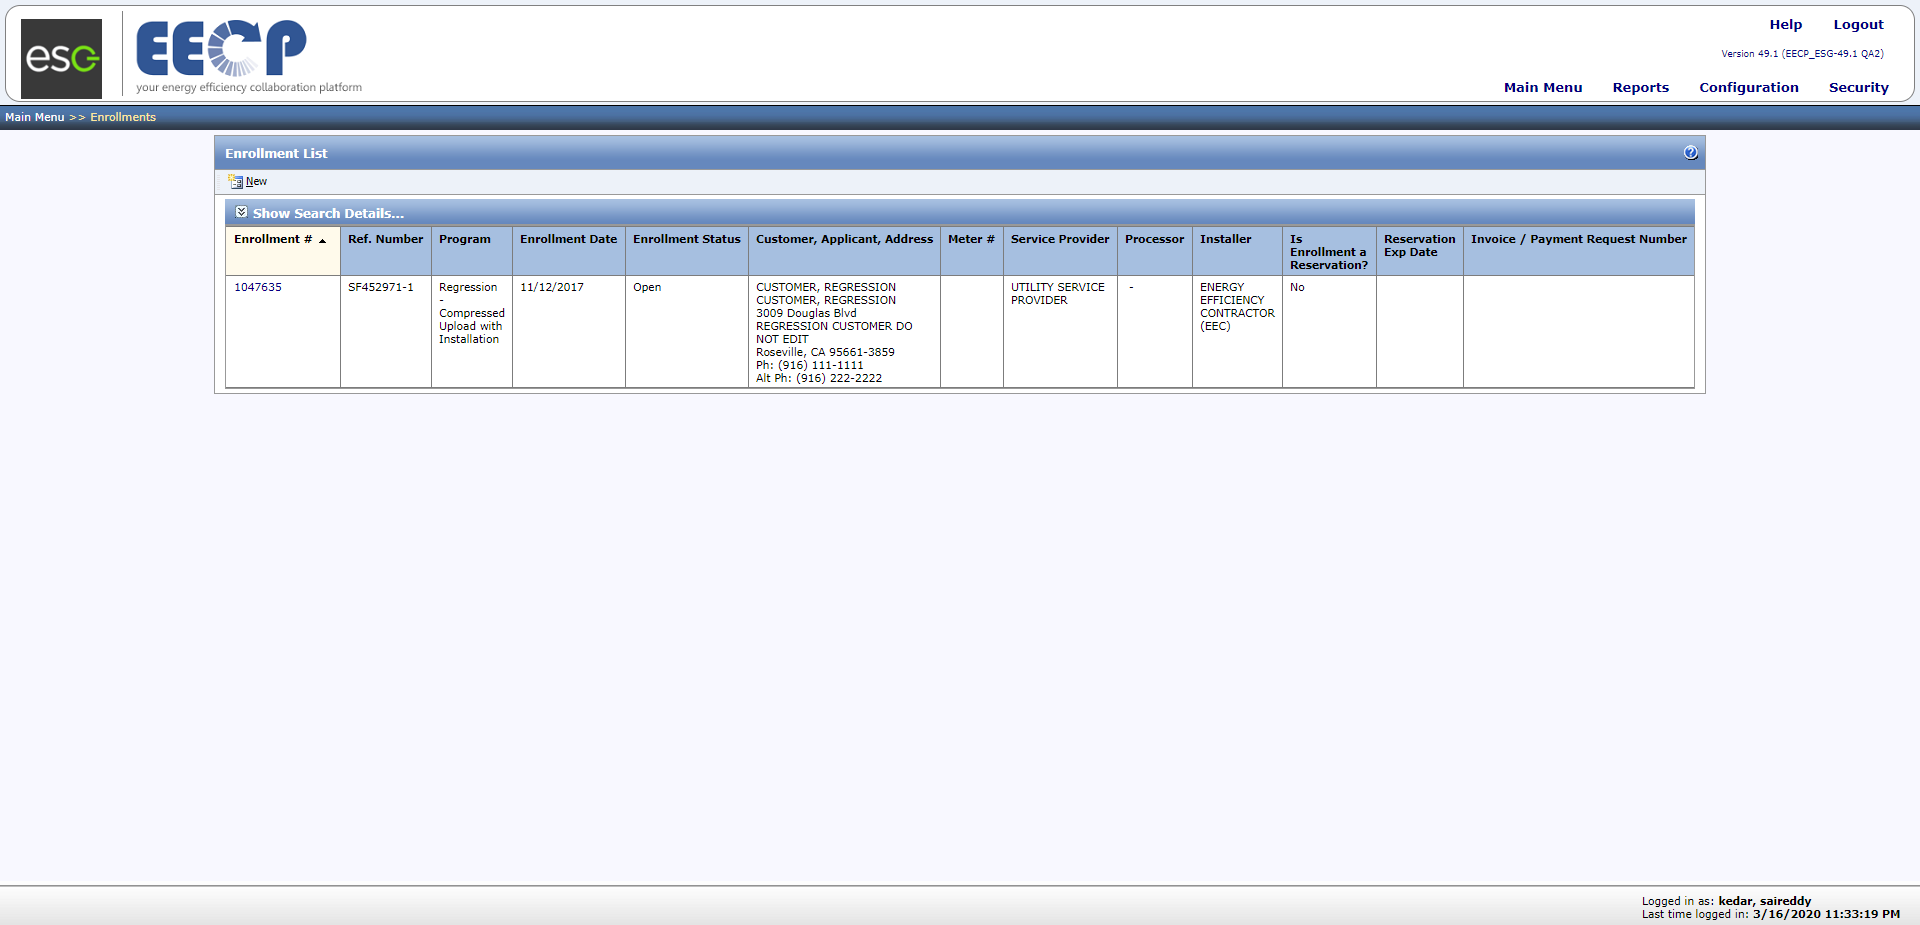 esg
EECP
your energy efficiency collaboration platform
Help Logout
Version 49.1 (EECP_ESG-49.1 QA2)
Main Menu Reports Configuration Security
Main Menu >> Enrollments
Enrollment List
?
New
Show Search Details...
Enrollment # Ref. Number Program Enrollment Date Enrollment Status Customer, Applicant, Address Meter # Service Provider Processor Installer Is Enrollment a Reservation? Reservation Exp Date Invoice / Payment Request Number
1047635
SF452971-1
Regression
-
Compressed
Upload with
Installation
11/12/2017
Open
CUSTOMER, REGRESSION
CUSTOMER, REGRESSION
3009 Douglas Blvd
REGRESSION CUSTOMER DO
NOT EDIT
Roseville, CA 95661-3859
Ph: (916) 111-1111
Alt Ph: (916) 222-2222
UTILITY SERVICE
PROVIDER
-
ENERGY
EFFICIENCY
CONTRACTOR
(EEC)
No
Logged in as: kedar, saireddy
Last time logged in: 3/16/2020 11:33:19 PM